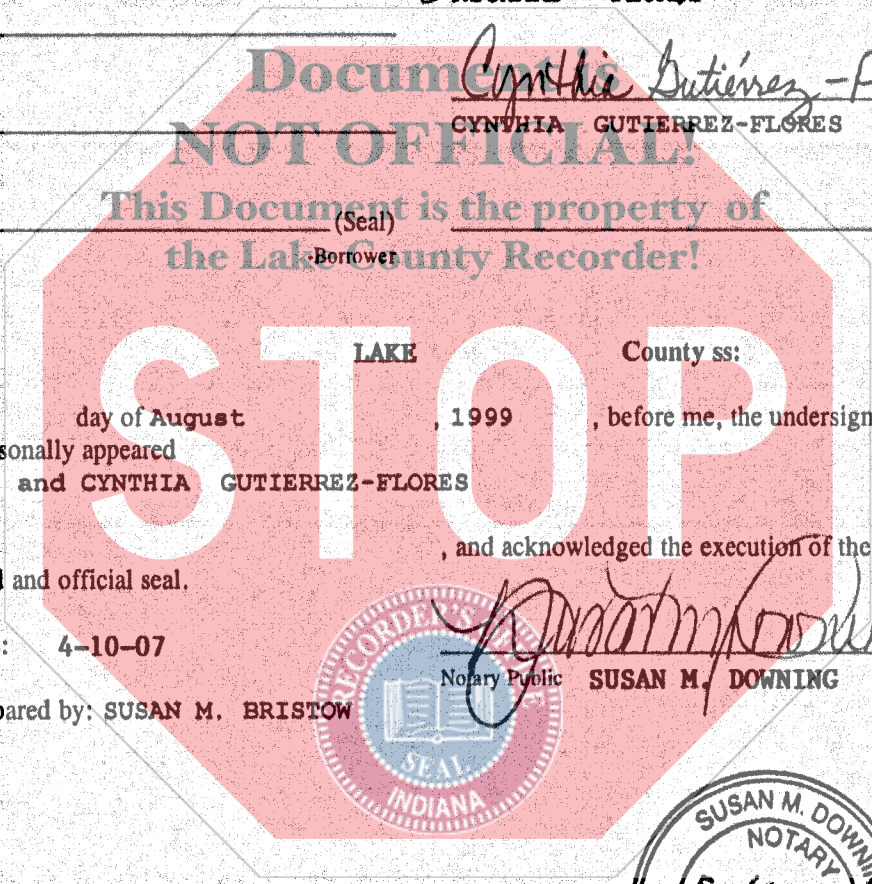 Document is
Cynthia Gutiérrez-F
NOT OFFICIAL!
CYNTHIA GUTIERREZ-FLORES
This Document is the property of
(Seal)
the Lake County Recorder!
-Borrower
STOP
LAKE County ss:
day of August , 1999 , before me, the undersign
sonally appeared
and CYNTHIA GUTIERREZ-FLORES
, and acknowledged the execution of the
and official seal.
: 4-10-07
Notary Public SUSAN M. DOWNING
pared by: SUSAN M. BRISTOW
RECORDER'S OFFICE
SEAL
INDIANA
SUSAN M. DOWNIN
NOTARY